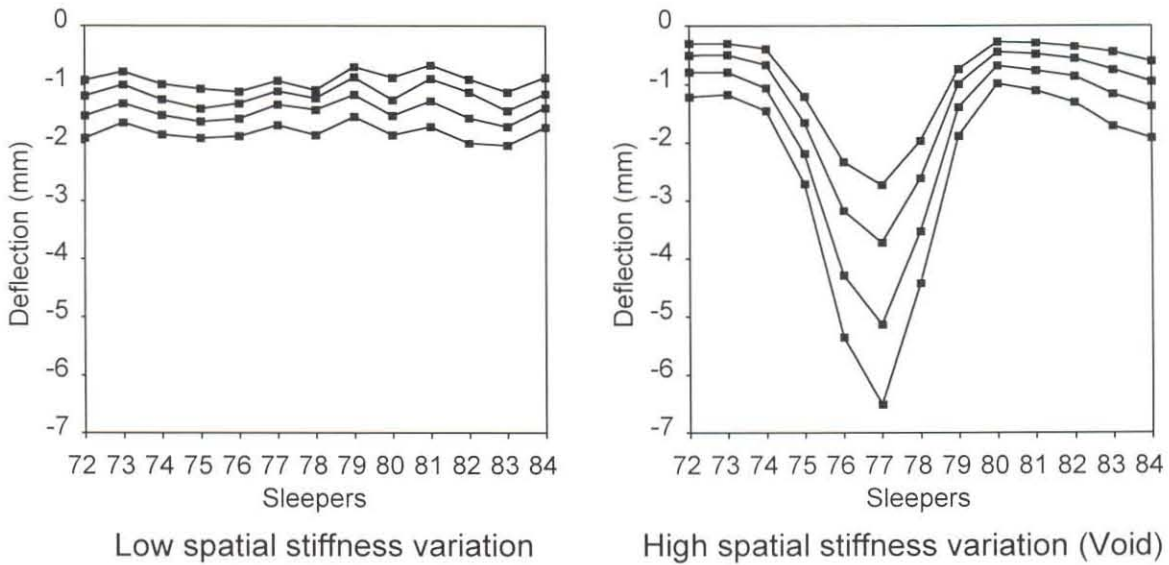 0
-1
-2
-3
-4
-5
-6
-7
Deflection (mm)
72 73 74 75 76 77 78 79 80 81 82 83 84
Sleepers
Low spatial stiffness variation
0
-1
-2
-3
-4
-5
-6
-7
Deflection (mm)
72 73 74 75 76 77 78 79 80 81 82 83 84
Sleepers
High spatial stiffness variation (Void)